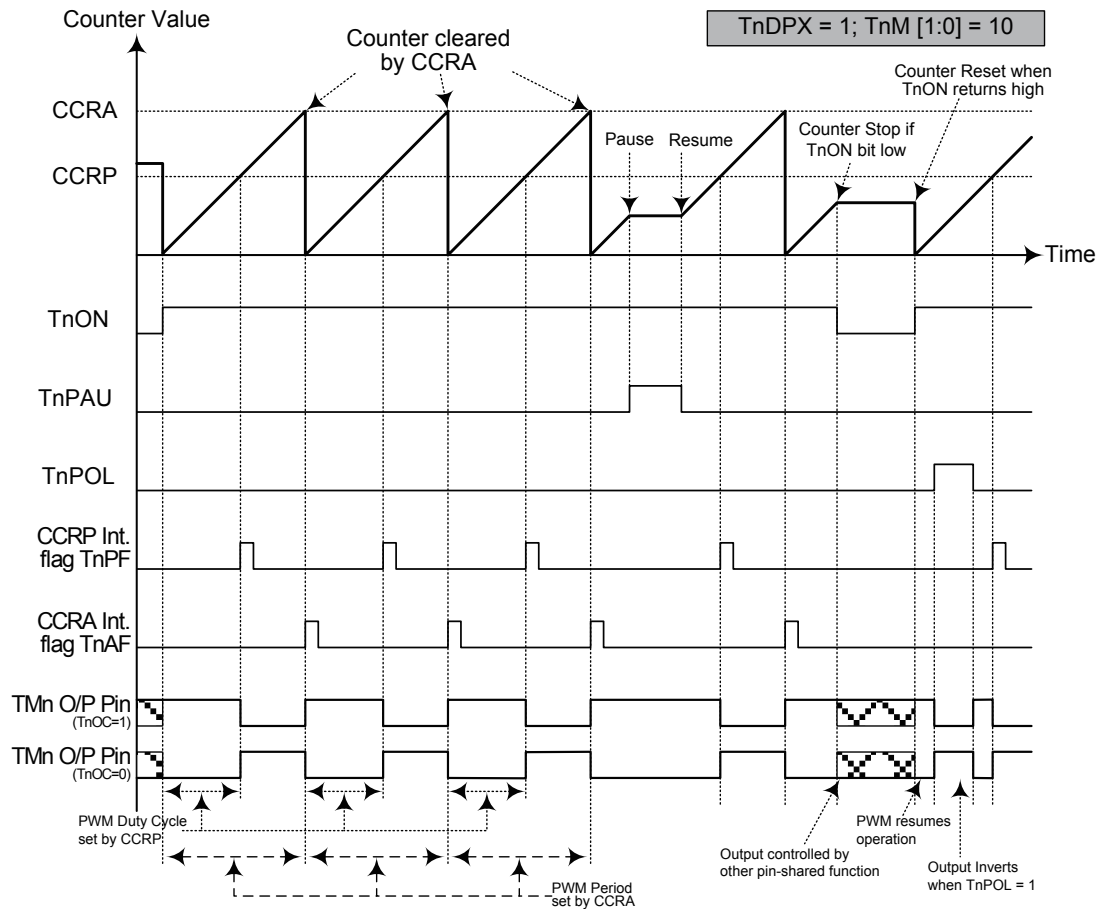 Counter Value
TnDPX = 1; TnM [1:0] = 10
Counter cleared
by CCRA
Counter Reset when
TnON returns high
CCRA
Counter Stop if
TnON bit low
Pause
Resume
CCRP
Time
TnON
TnPAU
TnPOL
CCRP Int.
flag TnPF
CCRA Int.
flag TnAF
TMn O/P Pin
(TnOC=1)
TMn O/P Pin
(TnOC=0)
PWM Duty Cycle
set by CCRP
PWM resumes
operation
Output controlled by
other pin-shared function
Output Inverts
when TnPOL = 1
PWM Period
set by CCRA